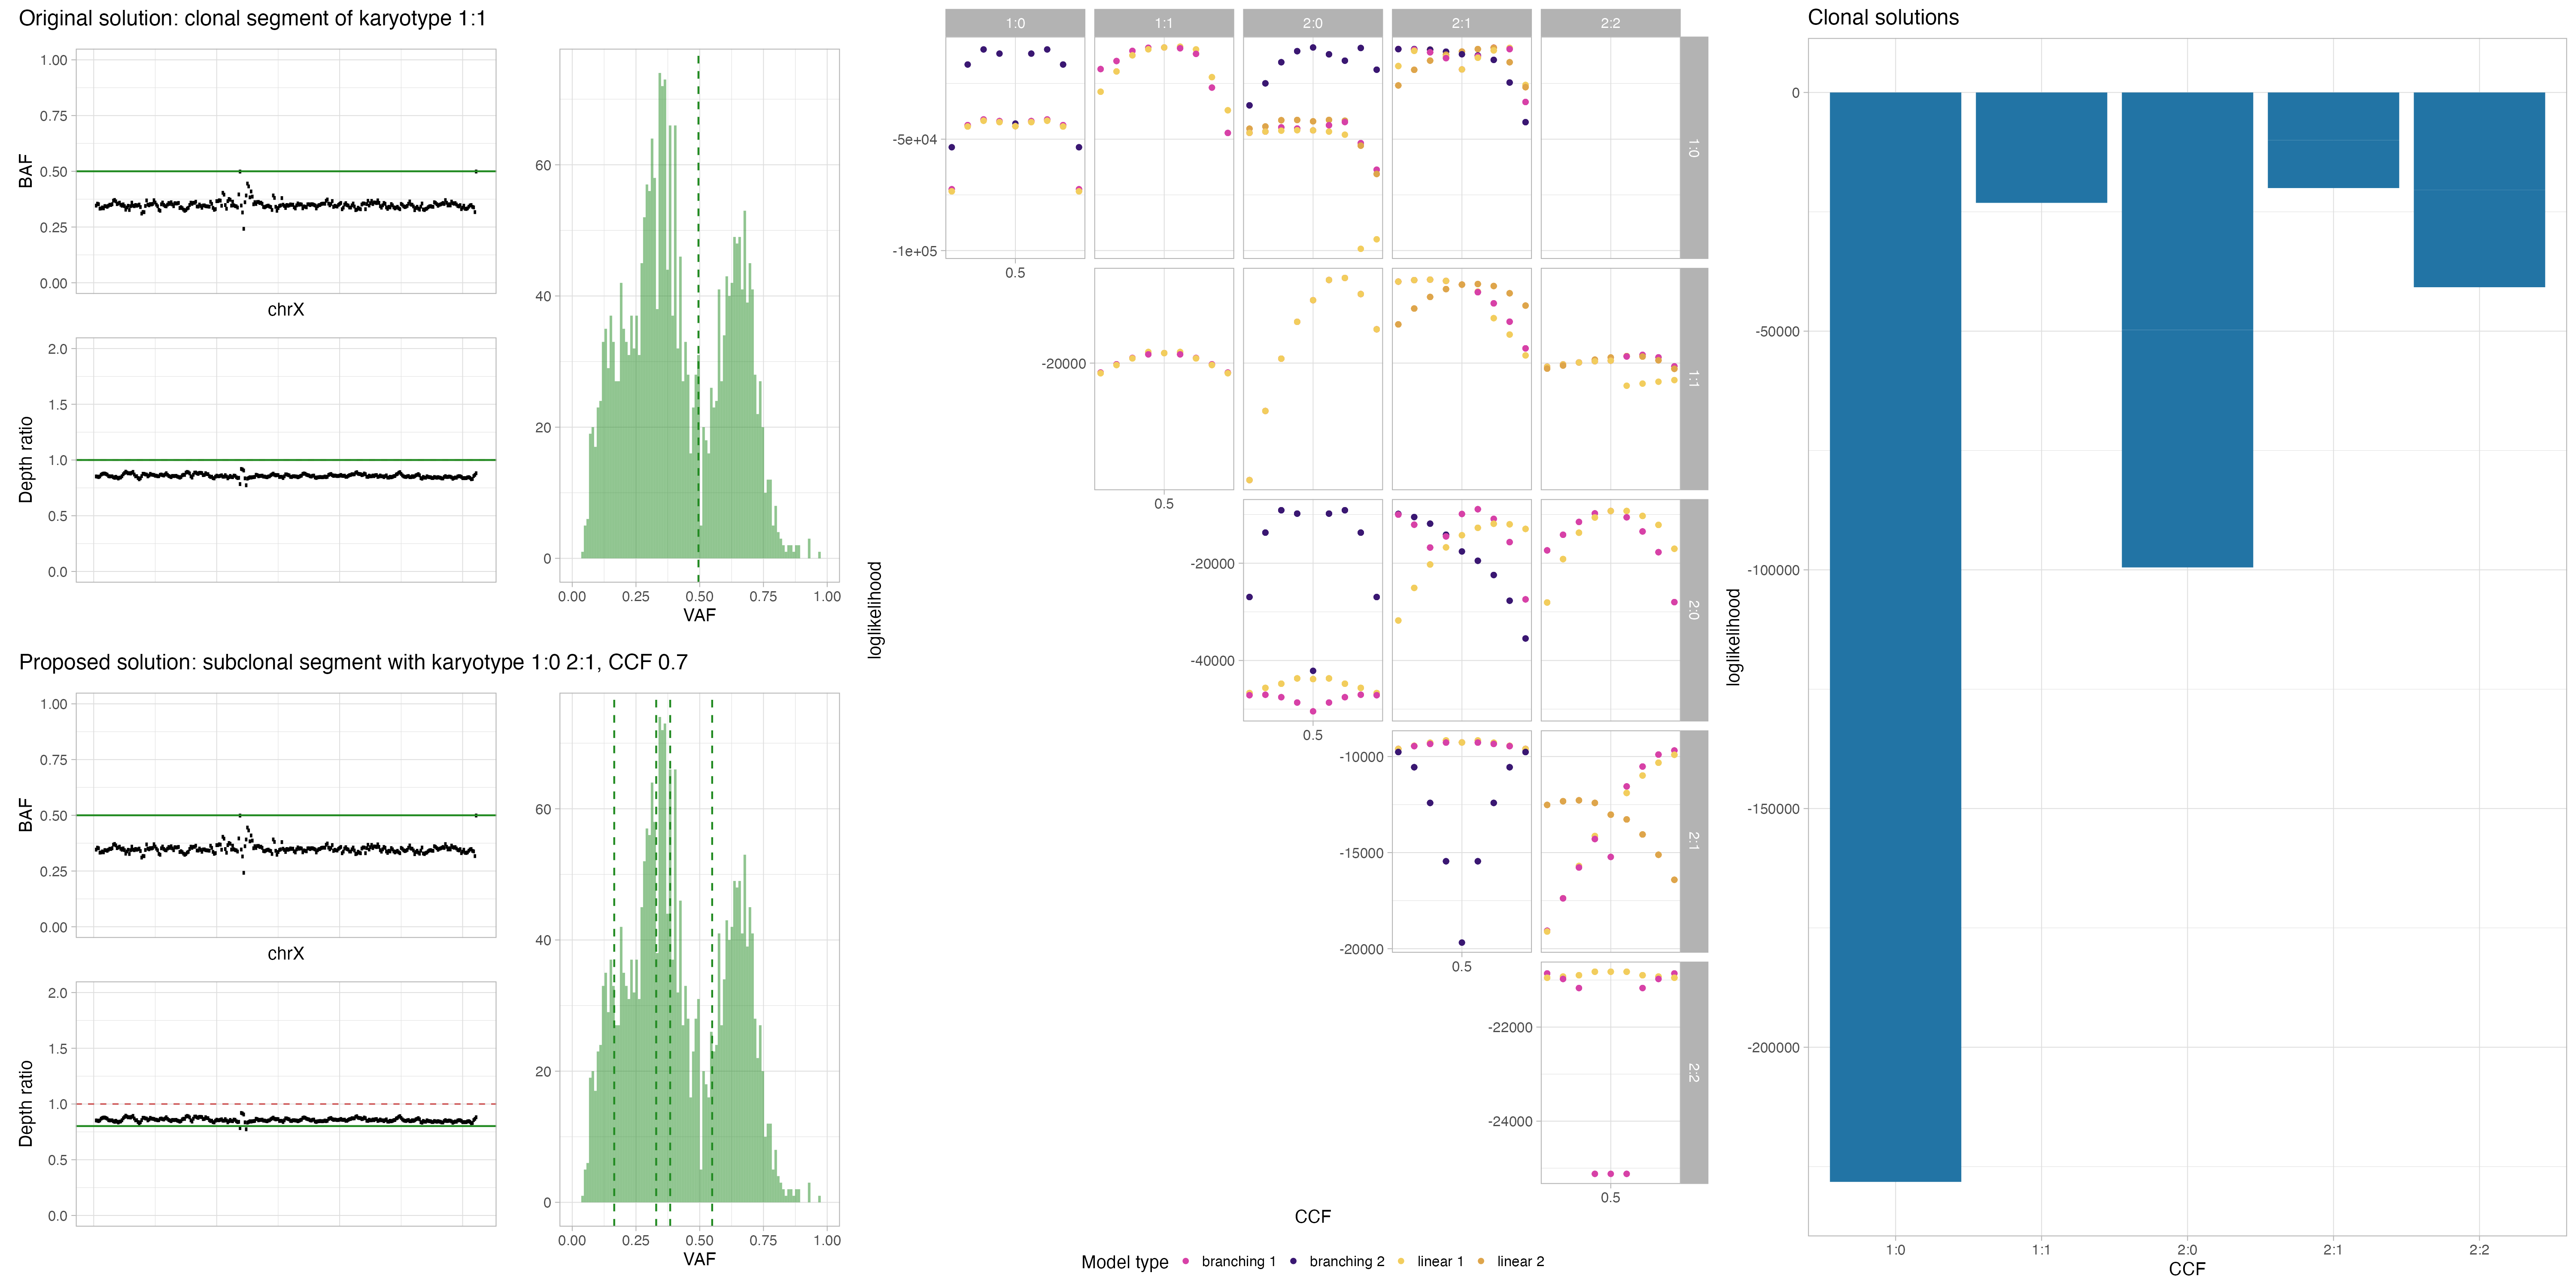 Original solution: clonal segment of karyotype 1:1
1.00
0.75
0.50
0.25
0.00
BAF
chrX
2.0
1.5
1.0
0.5
0.0
Depth ratio
60
40
20
0
0.00 0.25 0.50 0.75 1.00
VAF
Proposed solution: subclonal segment with karyotype 1:0 2:1, CCF 0.7
1.00
0.75
0.50
0.25
0.00
BAF
chrX
2.0
1.5
1.0
0.5
0.0
Depth ratio
60
40
20
0
0.00 0.25 0.50 0.75 1.00
VAF
loglikelihood
1:0 1:1 2:0 2:1 2:2
-5e+04
-1e+05
0.5
1:0
-20000
0.5
1:1
-20000
-40000
0.5
2:0
-10000
-15000
-20000
0.5
2:1
-22000
-24000
0.5
2:2
CCF
Model type branching 1 branching 2 linear 1 linear 2
Clonal solutions
loglikelihood
0
-50000
-100000
-150000
-200000
1:0 1:1 2:0 2:1 2:2
CCF